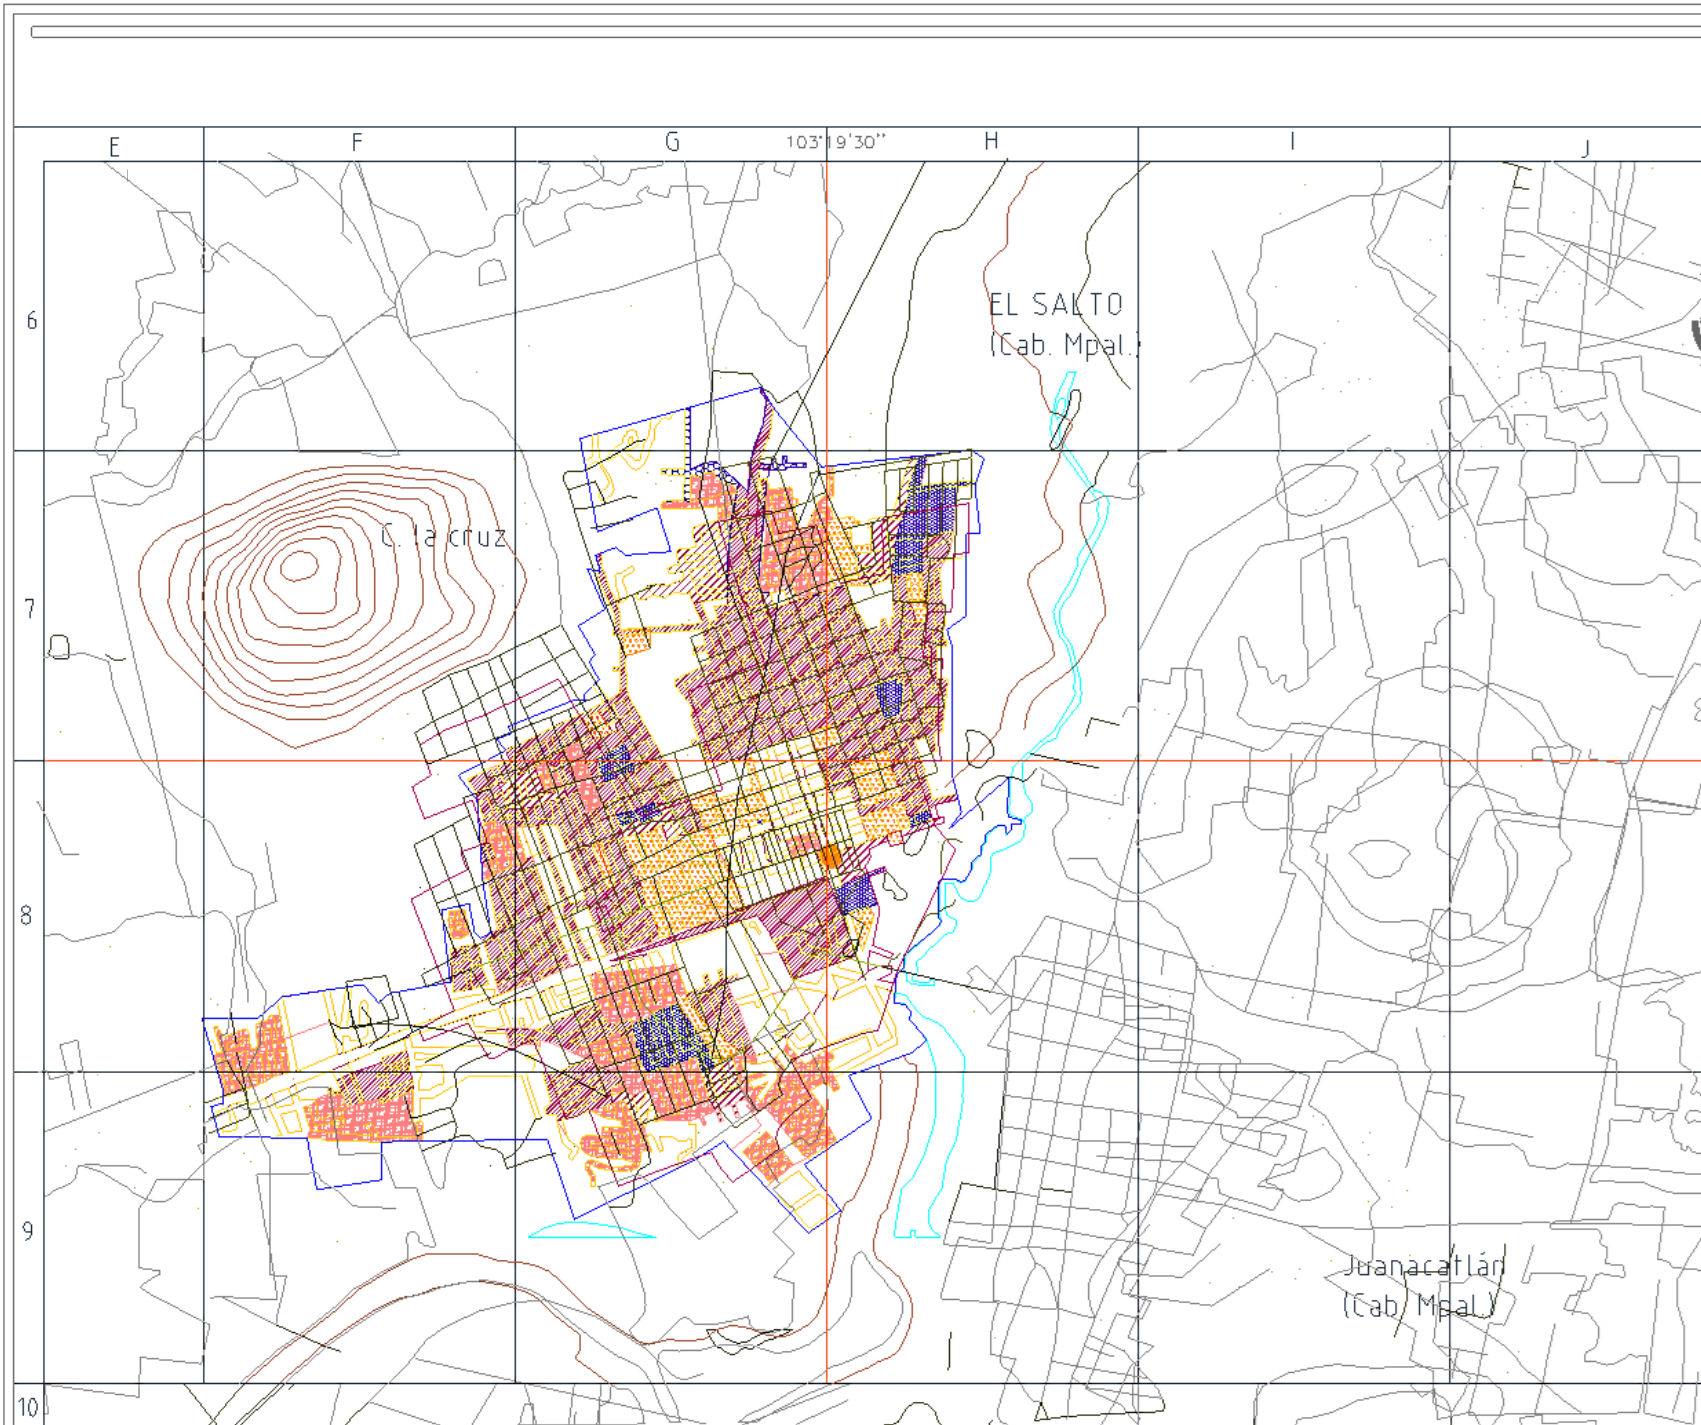 E F G 103°19'30" H I J
6
EL SALTO
(Cab. Mpal.)
C. la cruz
7
8
9
Juanacatlán
(Cab. Mpal.)
10